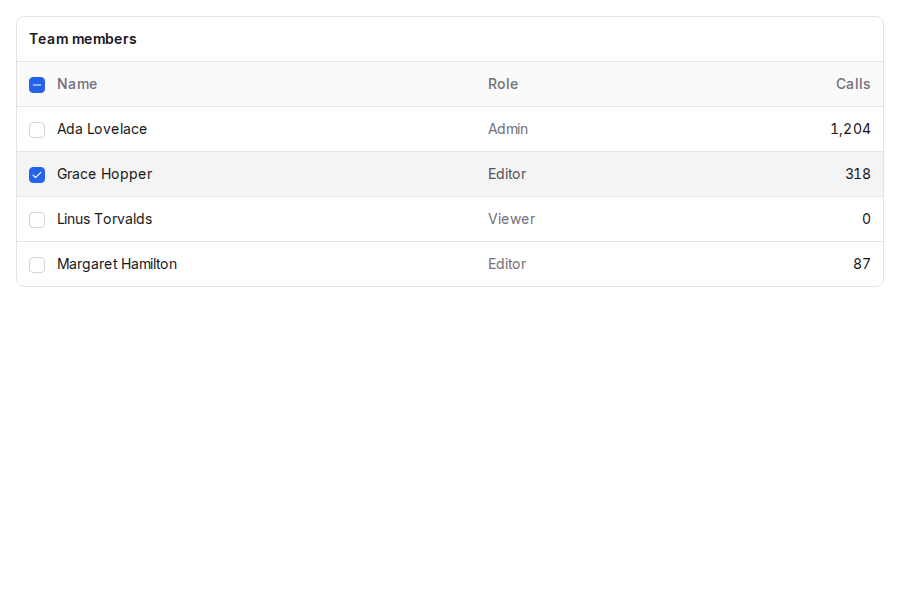 Team members
Name Role Calls
Ada Lovelace Admin 1,204
Grace Hopper Editor 318
Linus Torvalds Viewer 0
Margaret Hamilton Editor 87